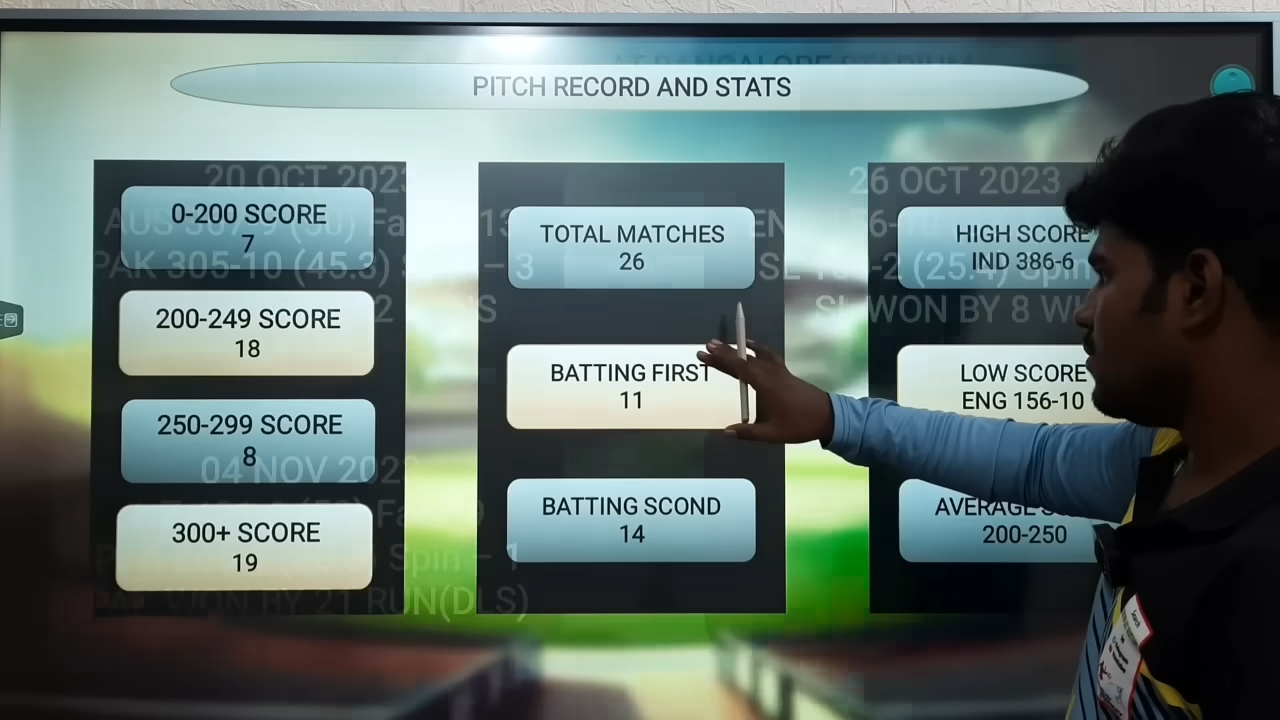 PITCH RECORD AND STATS
0-200 SCORE
7
200-249 SCORE
18
250-299 SCORE
8
300+ SCORE
19
TOTAL MATCHES
26
BATTING FIRST
11
BATTING SCOND
14
HIGH SCORE
IND 386-6
LOW SCORE
ENG 156-10
AVERAGE
200-250
20 OCT 2023
PAK 305-10 (45.
26 OCT 2023
SL WON BY 8
04 NOV 202
Spin – 1
WON BY 21 RUN(DLS)